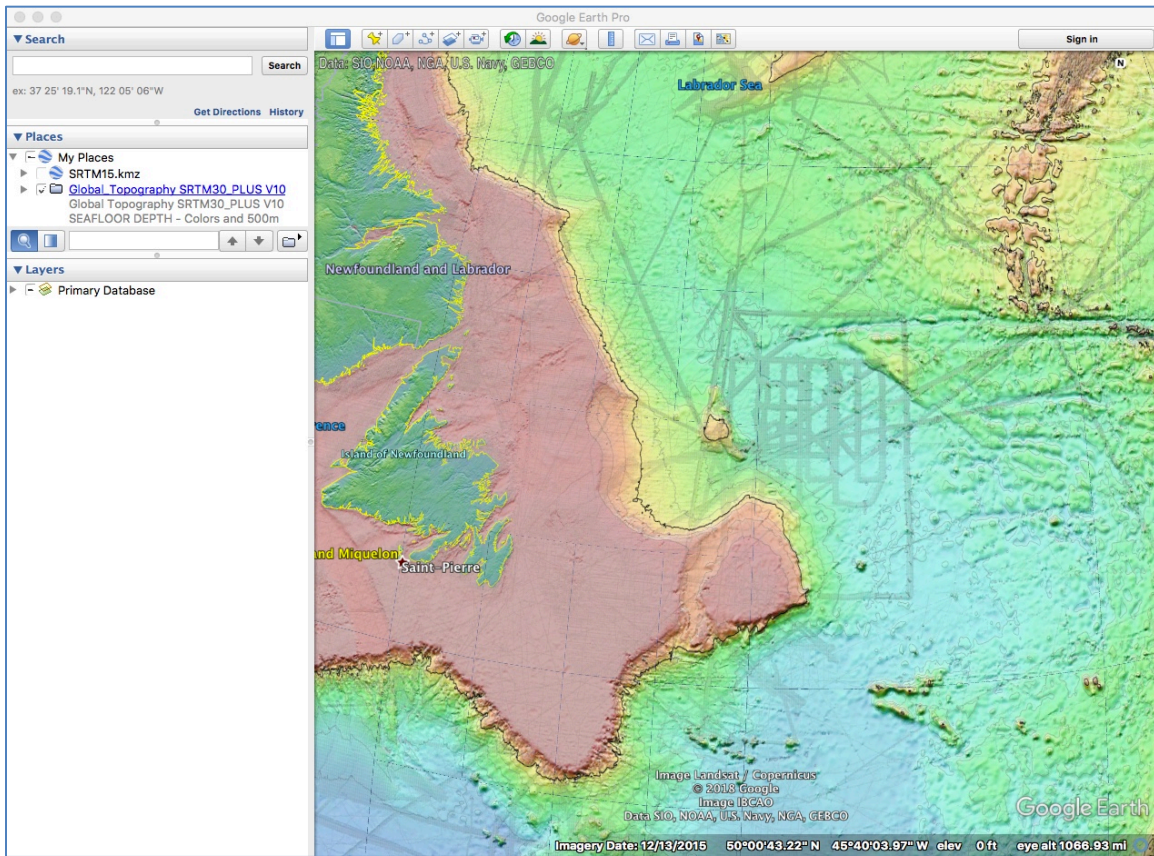 Google Earth Pro
Search
Search
ex: 37 25' 19.1"N, 122 05' 06"W
Get Directions History
Places
My Places
SRTM15.kmz
Global_Topography SRTM30_PLUS V10
Global Topography SRTM30_PLUS V10
SEAFLOOR DEPTH - Colors and 500m
Layers
Primary Database
Sign in
Data: SIO NOAA, NGA, U.S. Navy, GEBCO
N
Labrador Sea
Newfoundland and Labrador
rence
Island of Newfoundland
and Miquelon
Saint-Pierre
Image Landsat / Copernicus
© 2018 Google
Image IBCAO
Data SIO, NOAA, U.S. Navy, NGA, GEBCO
Google Earth
Imagery Date: 12/13/2015 50°00'43.22" N 45°40'03.97" W elev 0 ft eye alt 1066.93 mi